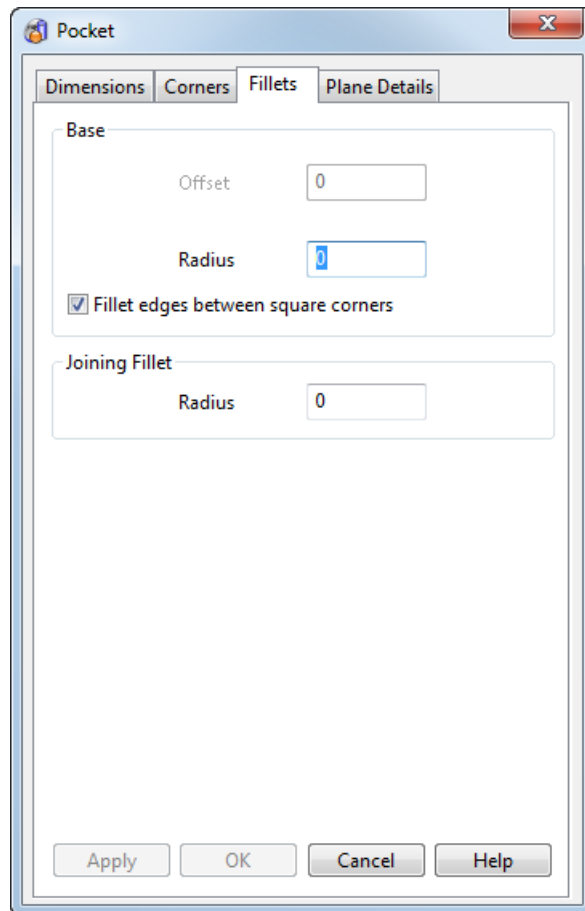 Pocket
Dimensions Corners Fillets Plane Details
Base
Offset 0
Radius 0
Fillet edges between square corners
Joining Fillet
Radius 0
Apply OK Cancel Help